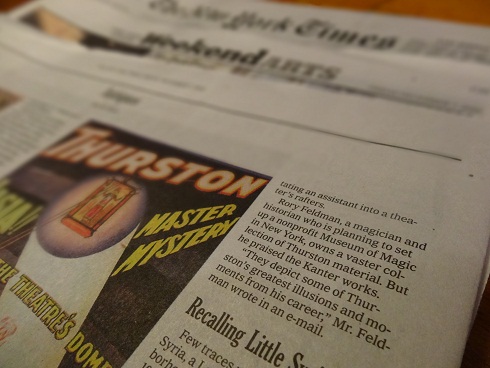 The New York Times
weekend ARTS
THURSTON
MASTER
MYSTERY
THE THEATRE'S DOME
tating an assistant into a thea-
ter's rafters.
Rory Feldman, a magician and
historian who is planning to set
up a nonprofit Museum of Magic
in New York, owns a vaster col-
lection of Thurston material. But
he praised the Kanter works.
"They depict some of Thur-
ston's greatest illusions and mo-
ments from his career," Mr. Feld-
man wrote in an e-mail.
Recalling Little
Few traces
Syria, a